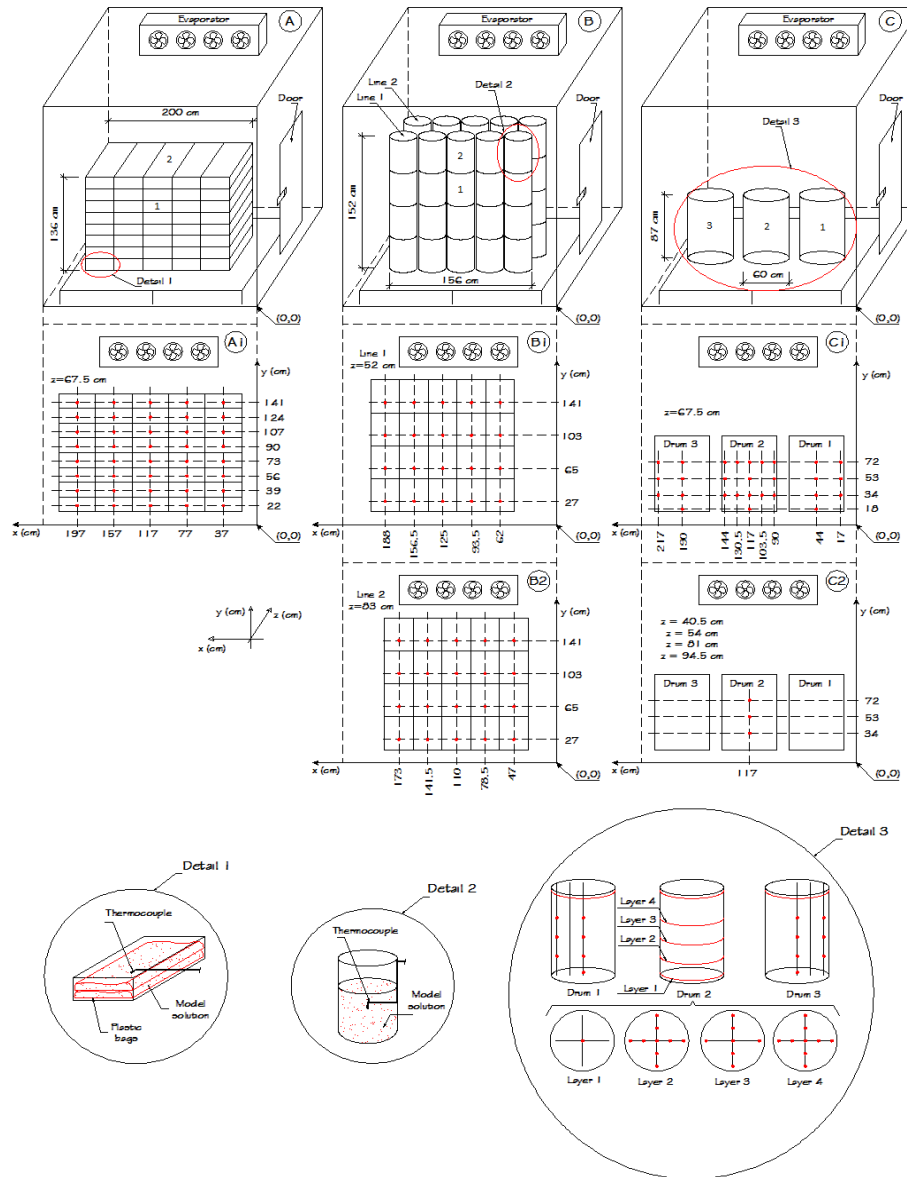 Evaporator
A
200 cm
Door
2
1
136 cm
Detail 1
(0,0)
Evaporator
B
Line 2
Line 1
Detail 2
Door
2
1
152 cm
156 cm
(0,0)
Evaporator
C
Door
Detail 3
87 cm
3
2
1
60 cm
(0,0)
A1
y (cm)
z=67.5 cm
141
124
107
90
73
56
39
22
x (cm)
197
157
117
77
37
(0,0)
B1
Line 1
z=52 cm
y (cm)
141
103
65
27
x (cm)
188
156.5
125
93.5
62
(0,0)
C1
y (cm)
z=67.5 cm
Drum 3
Drum 2
Drum 1
72
53
34
18
x (cm)
217
190
144
130.5
117
103.5
90
44
17
(0,0)
y (cm)
z (cm)
x (cm)
B2
Line 2
z=83 cm
y (cm)
141
103
65
27
x (cm)
173
141.5
110
78.5
47
(0,0)
C2
y (cm)
z = 40.5 cm
z = 54 cm
z = 81 cm
z = 94.5 cm
Drum 3
Drum 2
Drum 1
72
53
34
x (cm)
117
(0,0)
Detail 1
Thermocouple
Model
solution
Plastic
bags
Detail 2
Thermocouple
Model
solution
Detail 3
Layer 4
Layer 3
Layer 2
Layer 1
Drum 1
Drum 2
Drum 3
Layer 1
Layer 2
Layer 3
Layer 4